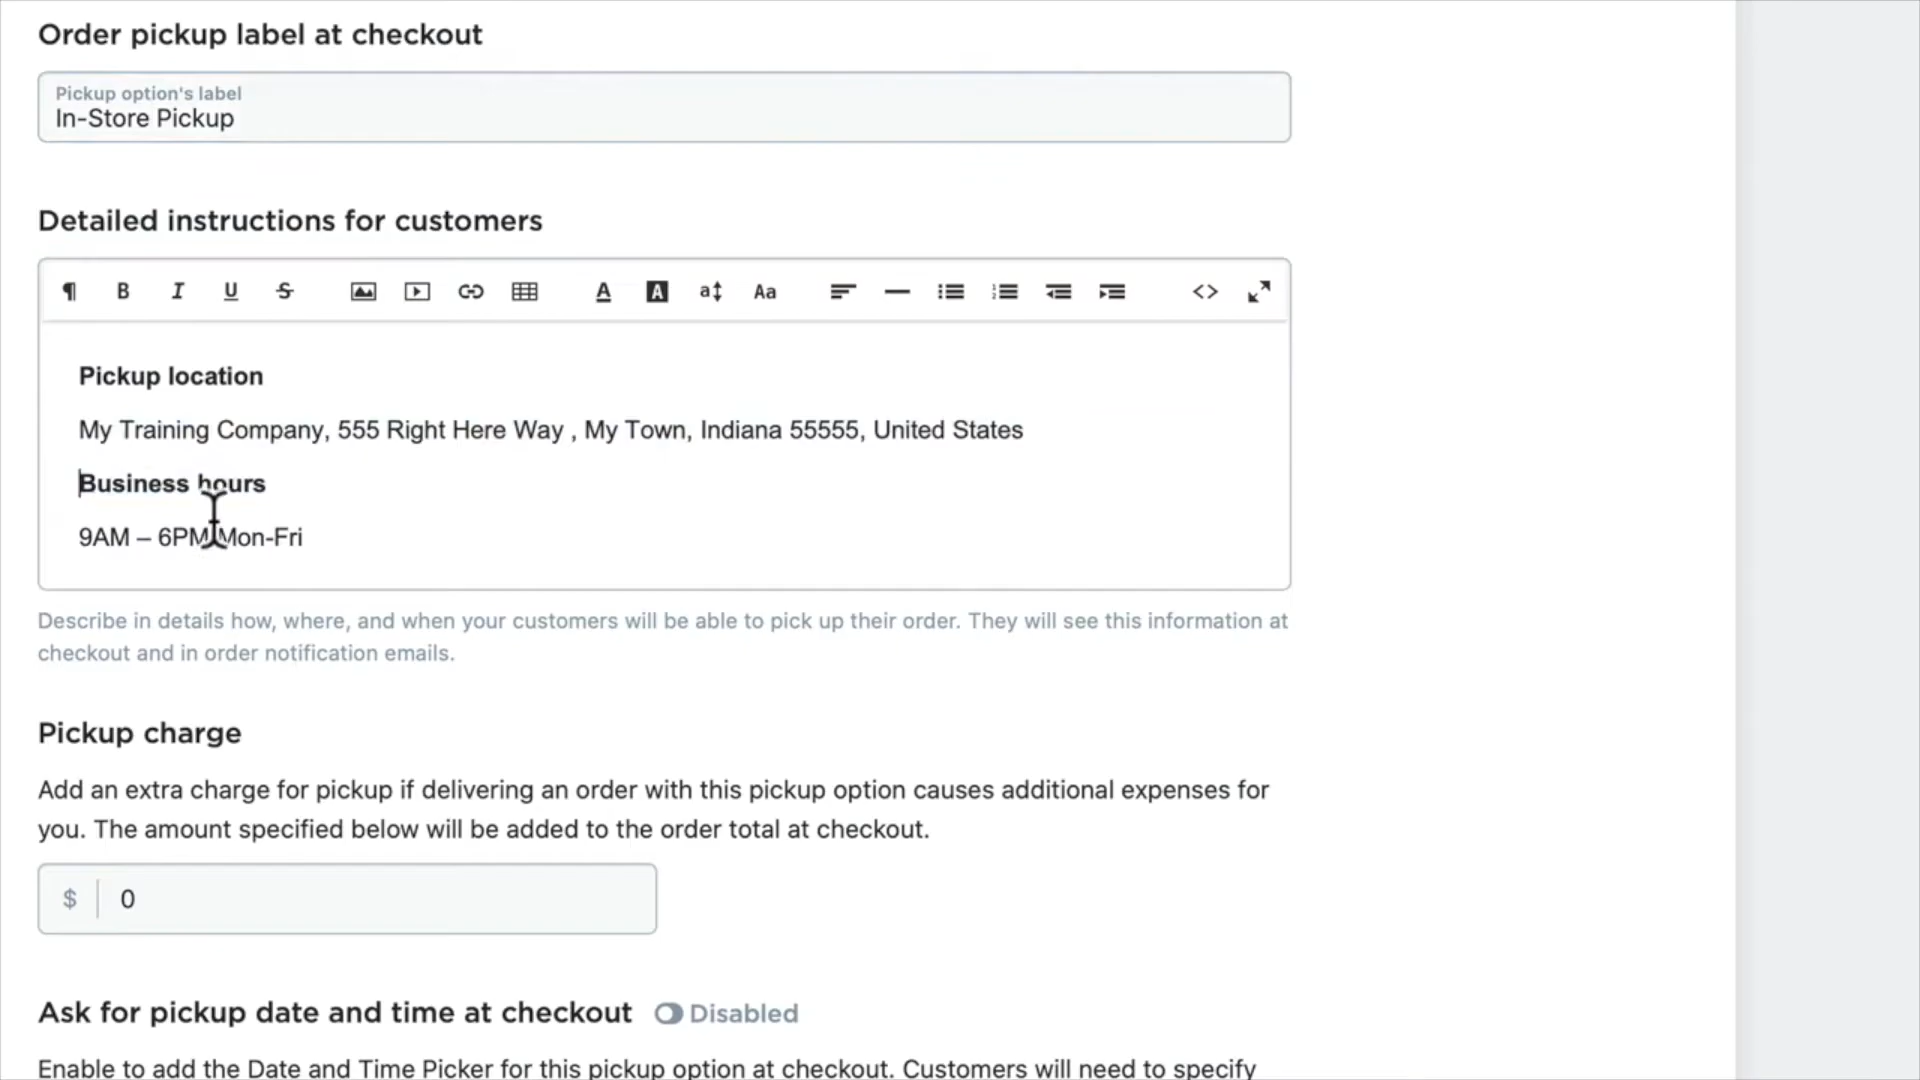 Order pickup label at checkout
Pickup option's label
In-Store Pickup
Detailed instructions for customers
¶ B I U S A A a Aa <>
Pickup location
My Training Company, 555 Right Here Way , My Town, Indiana 55555, United States
Business hours
9AM – 6PM Mon-Fri
Describe in details how, where, and when your customers will be able to pick up their order. They will see this information at
checkout and in order notification emails.
Pickup charge
Add an extra charge for pickup if delivering an order with this pickup option causes additional expenses for
you. The amount specified below will be added to the order total at checkout.
$ 0
Ask for pickup date and time at checkout Disabled
Enable to add the Date and Time Picker for this pickup option at checkout. Customers will need to specify